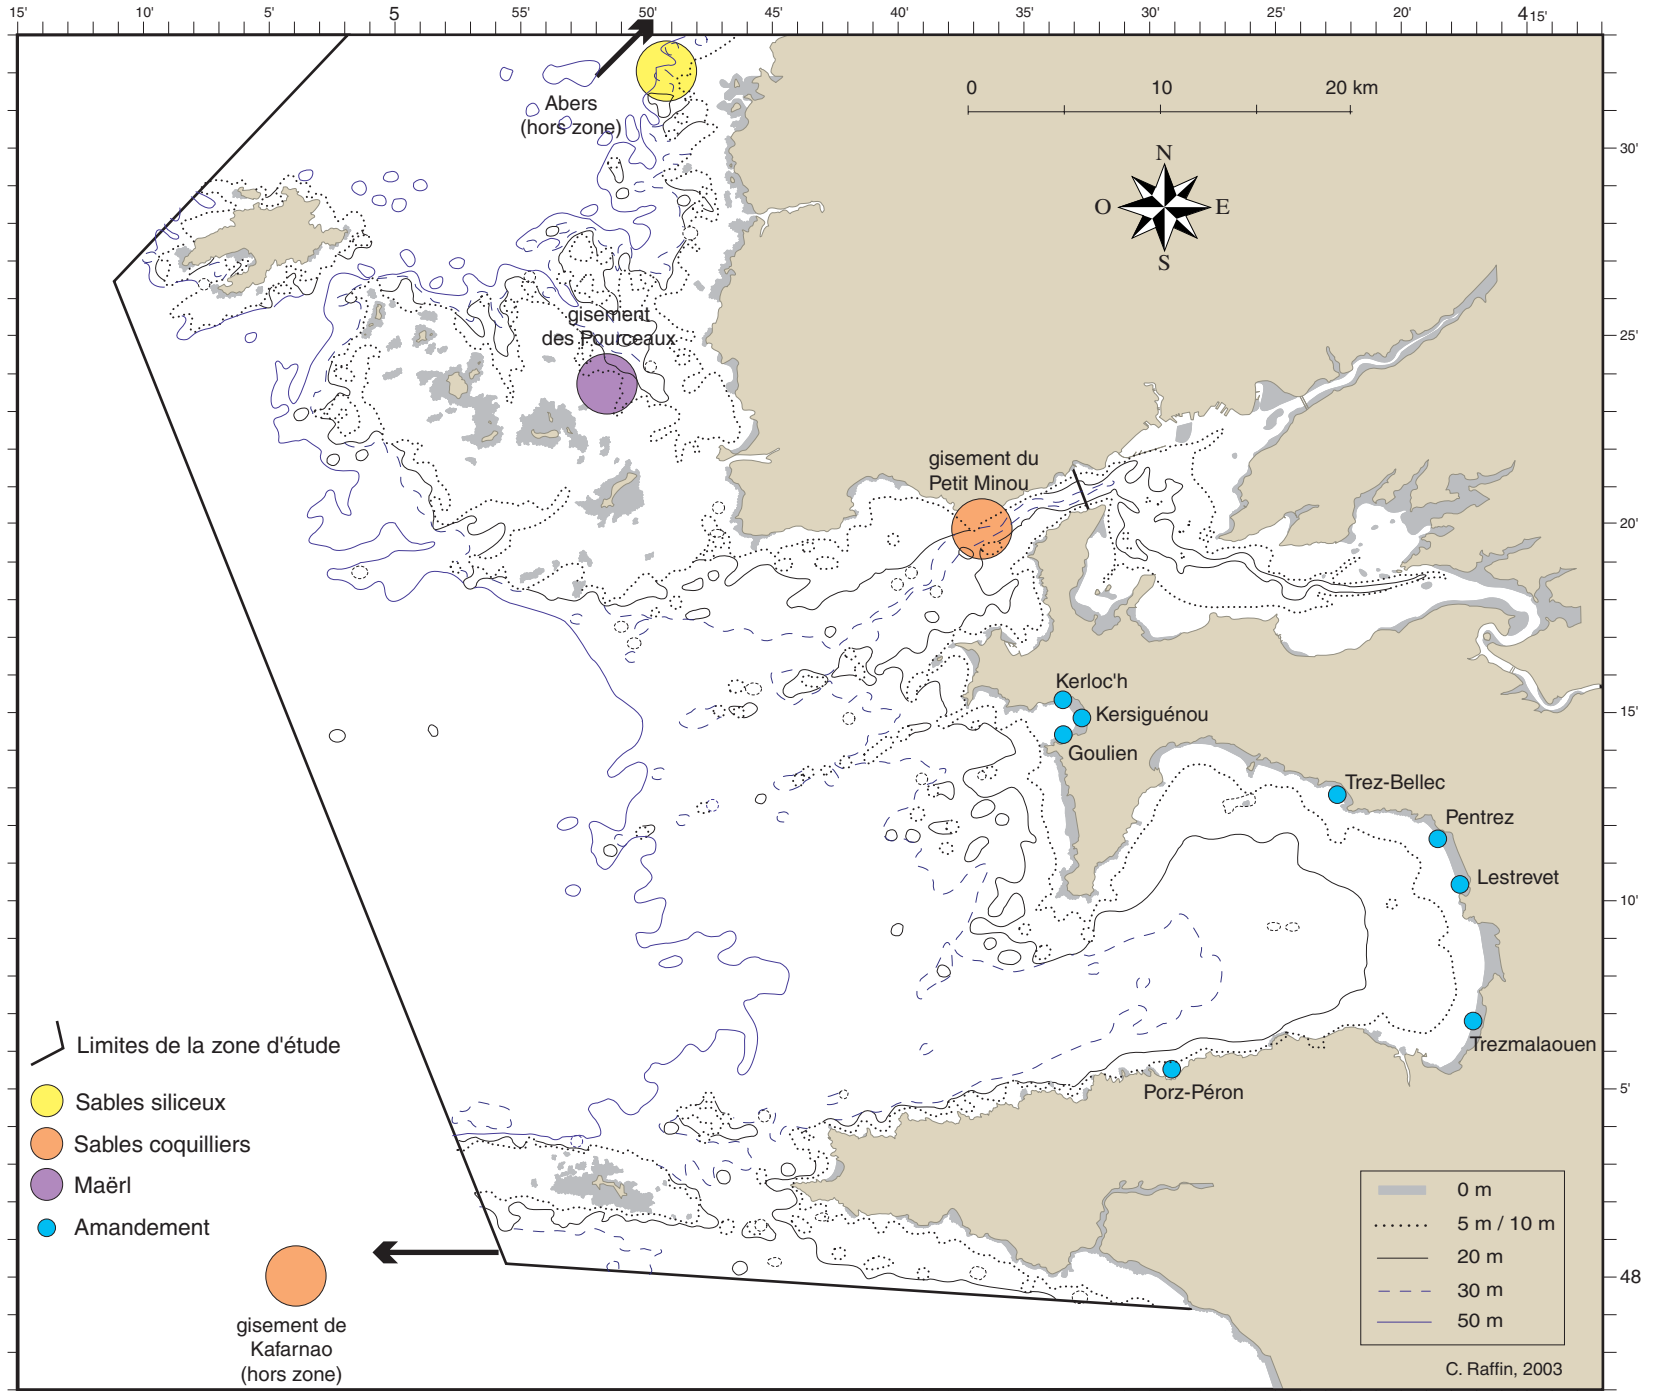 15' 10' 5' 5 55' 50' 45' 40' 35' 30' 25' 20' 4 15'
Abers
(hors zone)
0 10 20 km
N
O E
S
30'
25'
20'
15'
10'
5'
48
gisement
des Pourceaux
gisement du
Petit Minou
Kerloc'h
Kersiguénou
Goulien
Trez-Bellec
Pentrez
Lestrevet
Trezmalaouen
Porz-Péron
Limites de la zone d'étude
Sables siliceux
Sables coquilliers
Maërl
Amandement
gisement de
Kafarnao
(hors zone)
0 m
5 m / 10 m
20 m
30 m
50 m
C. Raffin, 2003